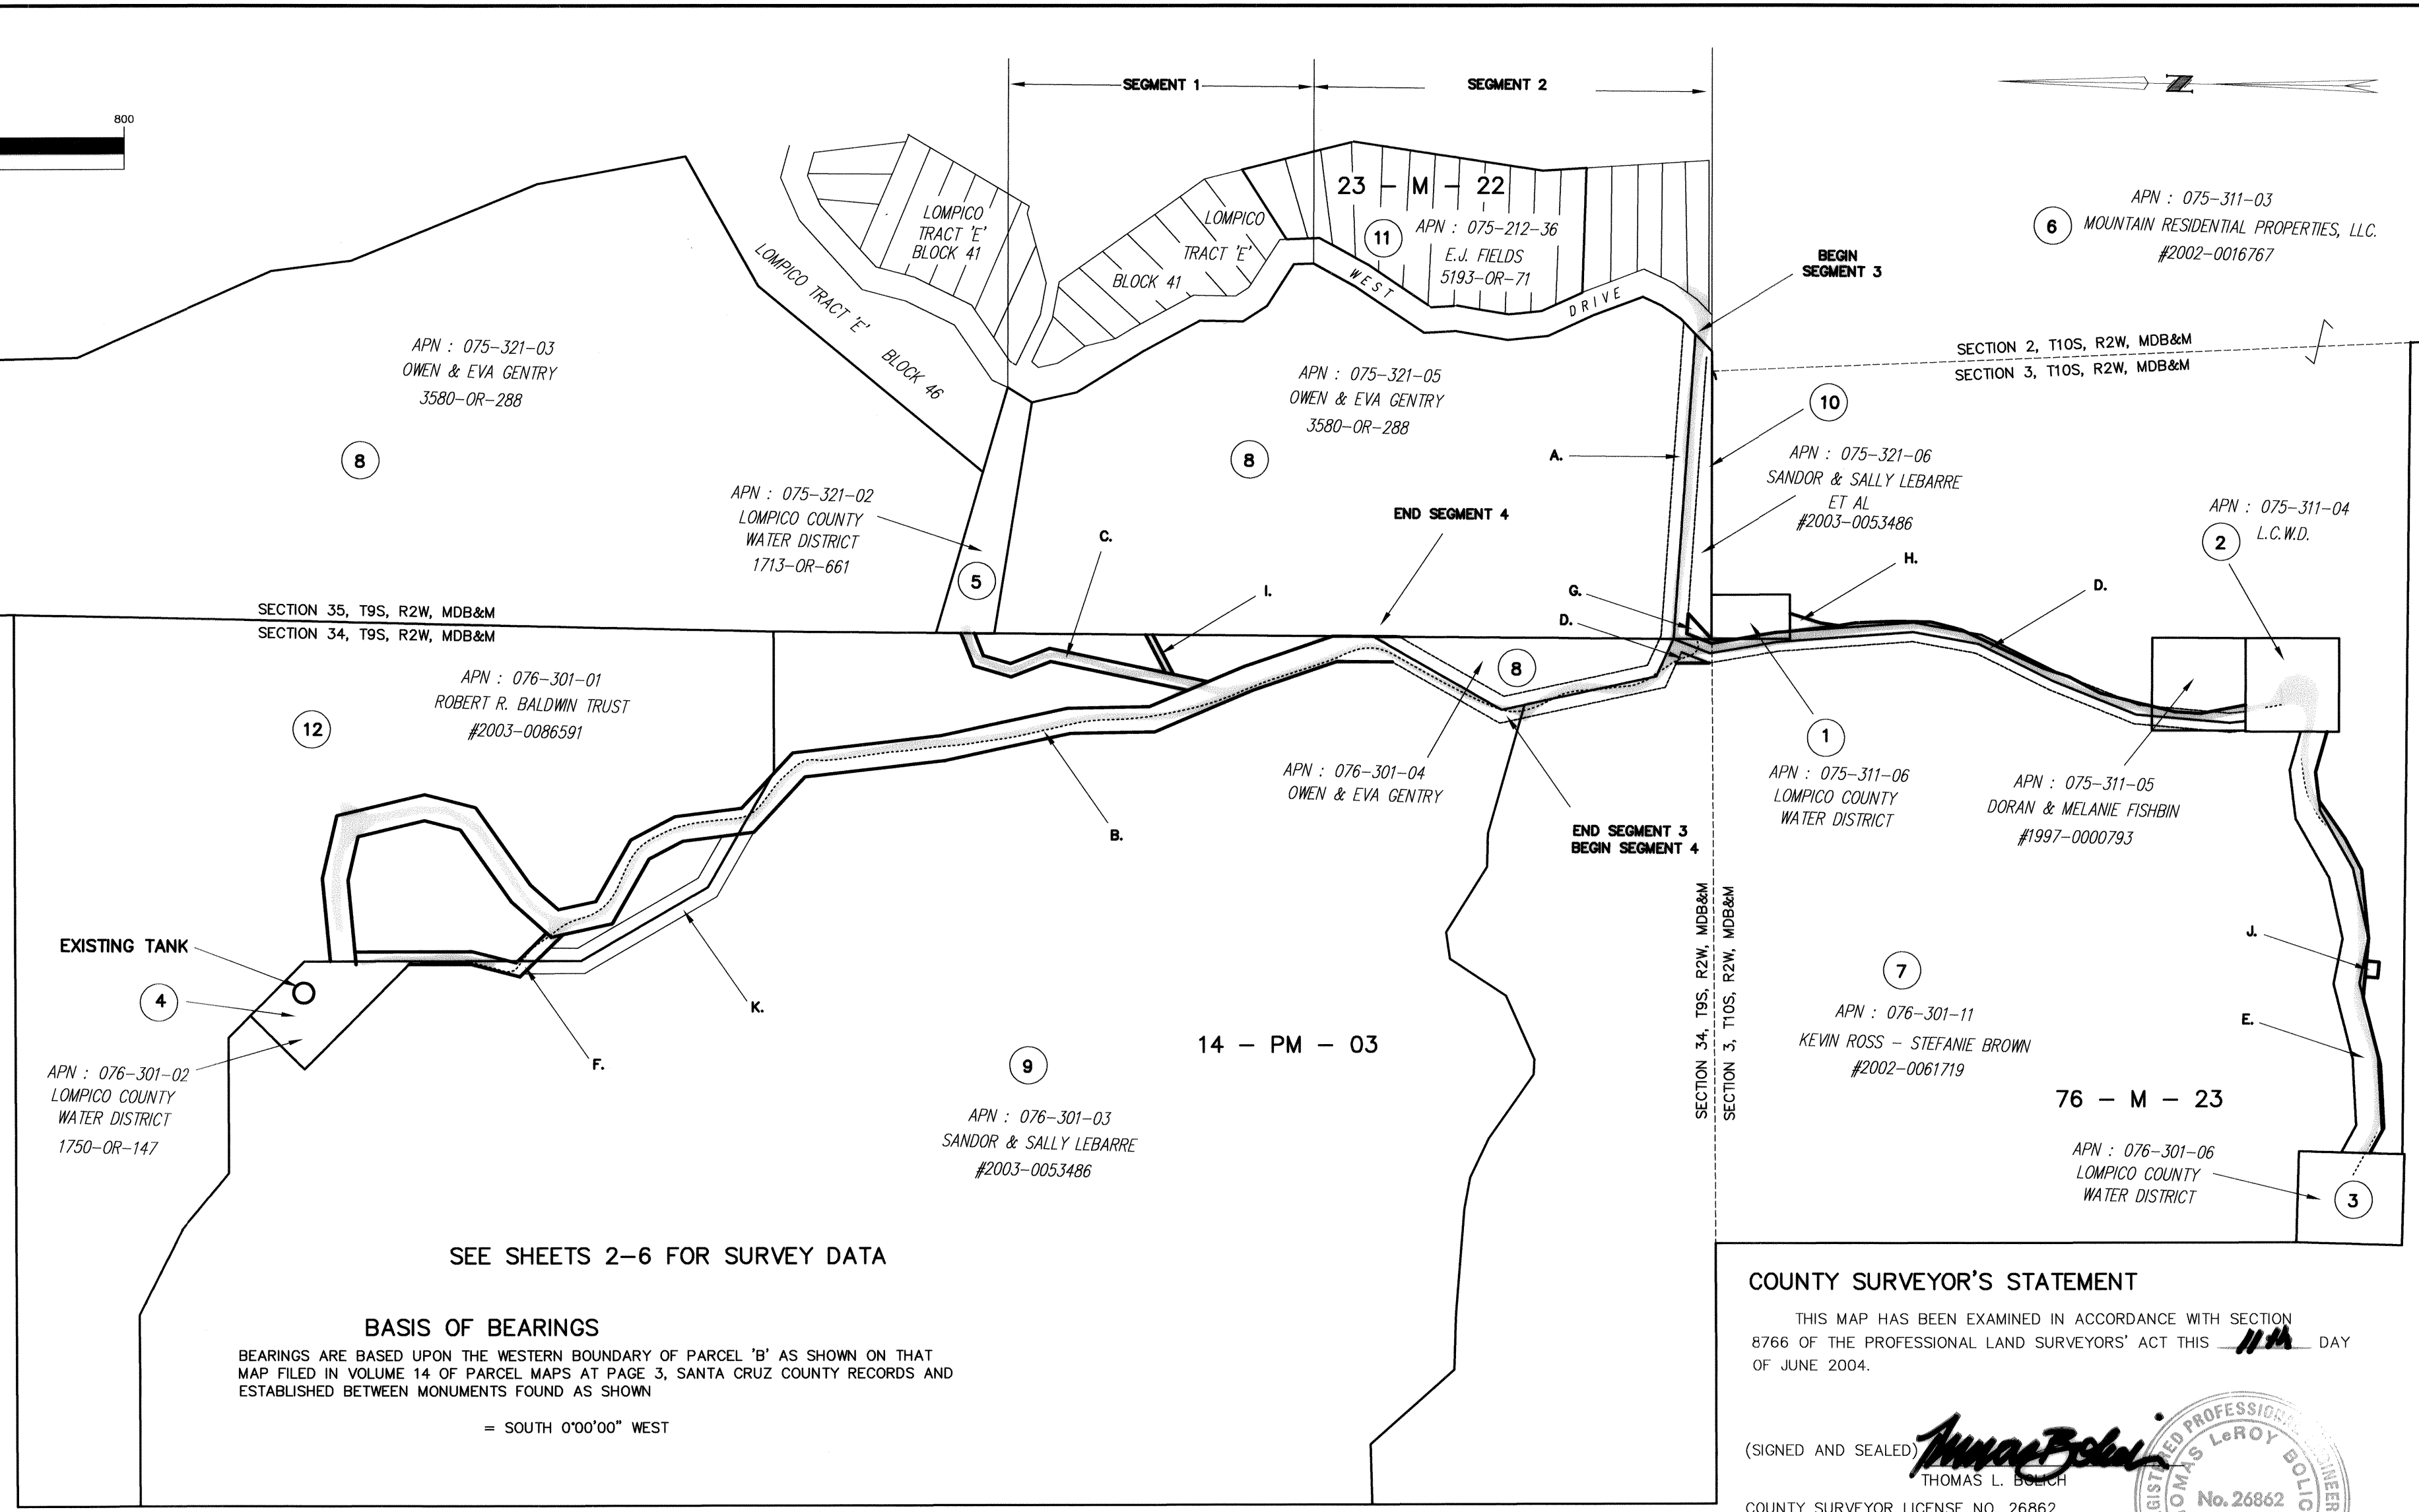 800
SEGMENT 1
SEGMENT 2
N
LOMPICO
TRACT 'E'
BLOCK 41
LOMPICO
TRACT 'E'
BLOCK 41
23 - M - 22
11
APN : 075-212-36
E.J. FIELDS
5193-OR-71
WEST DRIVE
BEGIN
SEGMENT 3
6
APN : 075-311-03
MOUNTAIN RESIDENTIAL PROPERTIES, LLC.
#2002-0016767
LOMPICO TRACT 'E' BLOCK 46
SECTION 2, T10S, R2W, MDB&M
SECTION 3, T10S, R2W, MDB&M
APN : 075-321-03
OWEN & EVA GENTRY
3580-OR-288
8
APN : 075-321-05
OWEN & EVA GENTRY
3580-OR-288
8
10
APN : 075-321-06
SANDOR & SALLY LEBARRE
ET AL
#2003-0053486
A.
APN : 075-321-02
LOMPICO COUNTY
WATER DISTRICT
1713-OR-661
5
C.
I.
END SEGMENT 4
G.
D.
H.
D.
APN : 075-311-04
L.C.W.D.
2
SECTION 35, T9S, R2W, MDB&M
SECTION 34, T9S, R2W, MDB&M
APN : 076-301-01
ROBERT R. BALDWIN TRUST
#2003-0086591
12
8
APN : 076-301-04
OWEN & EVA GENTRY
B.
END SEGMENT 3
BEGIN SEGMENT 4
1
APN : 075-311-06
LOMPICO COUNTY
WATER DISTRICT
APN : 075-311-05
DORAN & MELANIE FISHBIN
#1997-0000793
EXISTING TANK
4
K.
F.
APN : 076-301-02
LOMPICO COUNTY
WATER DISTRICT
1750-OR-147
9
14 - PM - 03
APN : 076-301-03
SANDOR & SALLY LEBARRE
#2003-0053486
SECTION 34, T9S, R2W, MDB&M
SECTION 3, T10S, R2W, MDB&M
7
APN : 076-301-11
KEVIN ROSS - STEFANIE BROWN
#2002-0061719
J.
E.
76 - M - 23
APN : 076-301-06
LOMPICO COUNTY
WATER DISTRICT
3
SEE SHEETS 2-6 FOR SURVEY DATA
BASIS OF BEARINGS
BEARINGS ARE BASED UPON THE WESTERN BOUNDARY OF PARCEL 'B' AS SHOWN ON THAT
MAP FILED IN VOLUME 14 OF PARCEL MAPS AT PAGE 3, SANTA CRUZ COUNTY RECORDS AND
ESTABLISHED BETWEEN MONUMENTS FOUND AS SHOWN
= SOUTH 0°00'00" WEST
COUNTY SURVEYOR'S STATEMENT
THIS MAP HAS BEEN EXAMINED IN ACCORDANCE WITH SECTION
8766 OF THE PROFESSIONAL LAND SURVEYORS' ACT THIS 11th DAY
OF JUNE 2004.
(SIGNED AND SEALED)
THOMAS L. BOLICH
COUNTY SURVEYOR LICENSE NO. 26862
PROFESSIONAL
THOMAS LeROY BOLIC
No. 26862